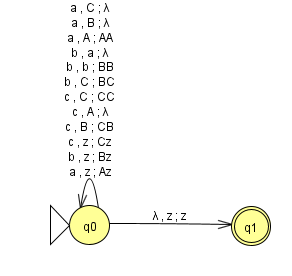 a , C ; λ
a , B ; λ
a , A ; AA
b , a ; λ
b , b ; BB
b , C ; BC
c , C ; CC
c , A ; λ
c , B ; CB
c , z ; Cz
b , z ; Bz
a , z ; Az
λ , z ; z
q0
q1